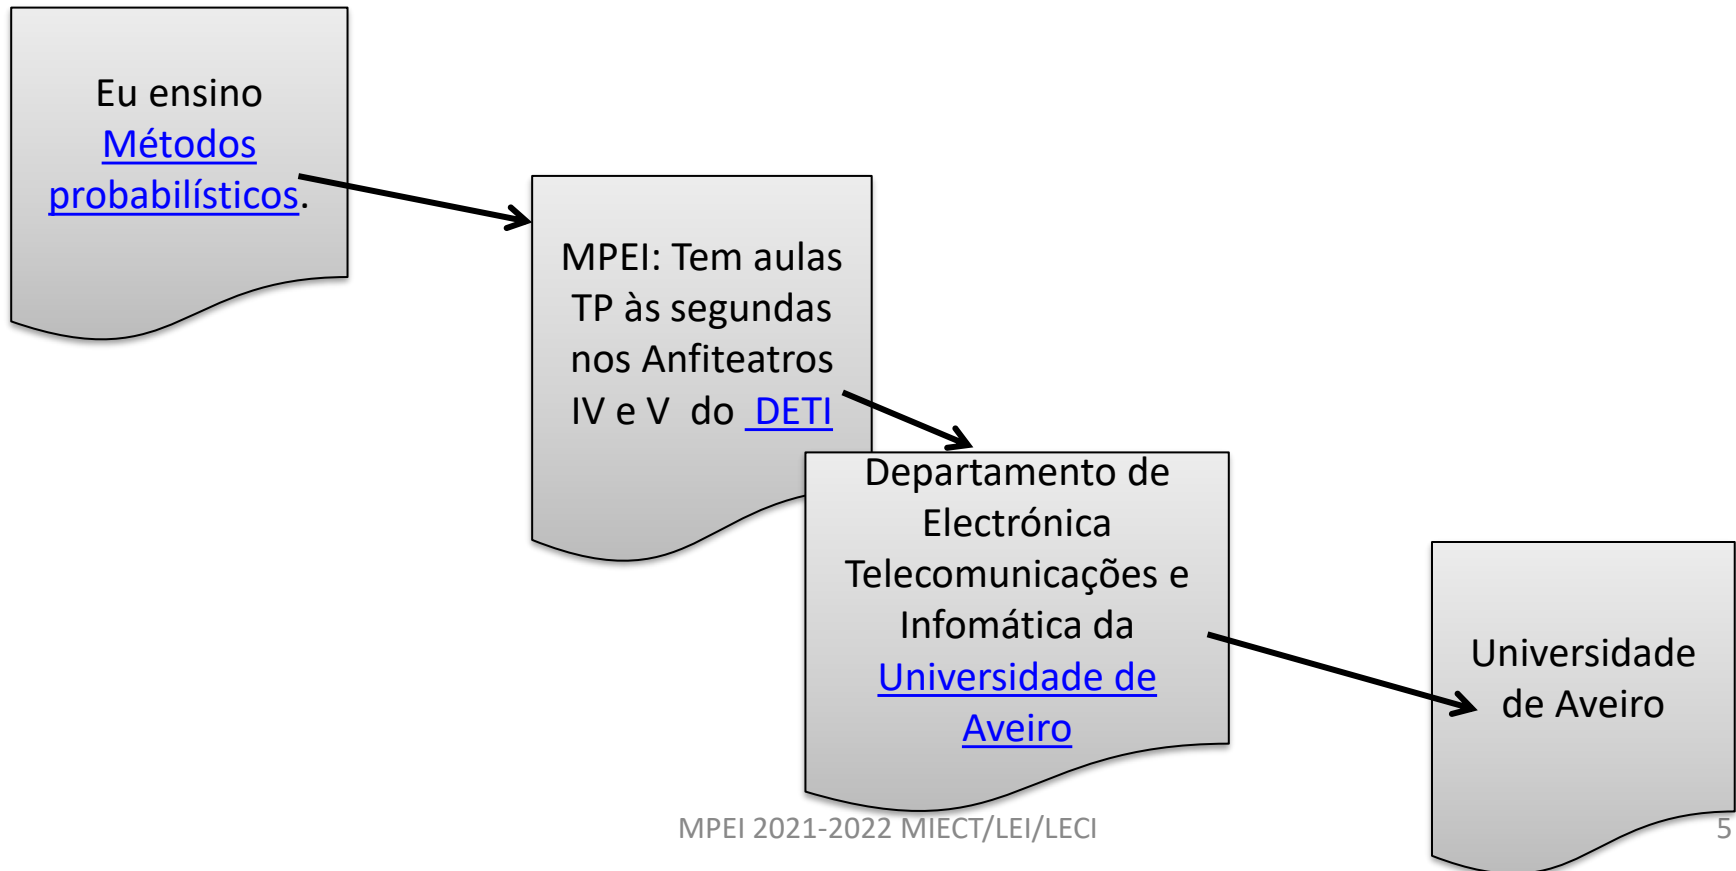 Eu ensino
Métodos
probabilísticos.
MPEI: Tem aulas
TP às segundas
nos Anfiteatros
IV e V  do  DETI
Departamento de
Electrónica
Telecomunicações e
Infomática da
Universidade de
Aveiro
Universidade
de Aveiro
MPEI 2021-2022 MIECT/LEI/LECI
5